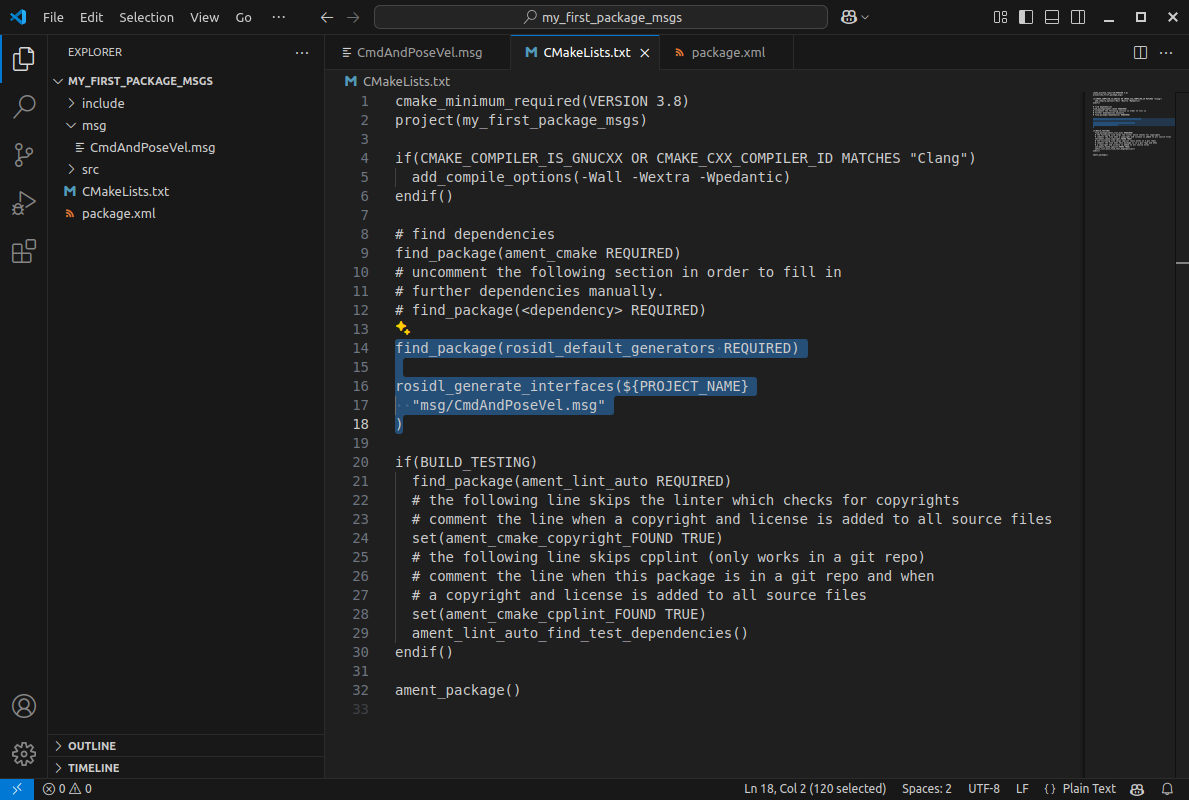 File Edit Selection View Go ··· my_first_package_msgs
EXPLORER ···
MY_FIRST_PACKAGE_MSGS
include
msg
CmdAndPoseVel.msg
src
CMakeLists.txt
package.xml
OUTLINE
TIMELINE
CmdAndPoseVel.msg CMakeLists.txt package.xml
CMakeLists.txt
1 cmake_minimum_required(VERSION 3.8)
2 project(my_first_package_msgs)
3
4 if(CMAKE_COMPILER_IS_GNUCXX OR CMAKE_CXX_COMPILER_ID MATCHES "Clang")
5 add_compile_options(-Wall -Wextra -Wpedantic)
6 endif()
7
8 # find dependencies
9 find_package(ament_cmake REQUIRED)
10 # uncomment the following section in order to fill in
11 # further dependencies manually.
12 # find_package(<dependency> REQUIRED)
13
14 find_package(rosidl_default_generators REQUIRED)
15
16 rosidl_generate_interfaces(${PROJECT_NAME}
17 "msg/CmdAndPoseVel.msg"
18 )
19
20 if(BUILD_TESTING)
21 find_package(ament_lint_auto REQUIRED)
22 # the following line skips the linter which checks for copyrights
23 # comment the line when a copyright and license is added to all source files
24 set(ament_cmake_copyright_FOUND TRUE)
25 # the following line skips cpplint (only works in a git repo)
26 # comment the line when this package is in a git repo and when
27 # a copyright and license is added to all source files
28 set(ament_cmake_cpplint_FOUND TRUE)
29 ament_lint_auto_find_test_dependencies()
30 endif()
31
32 ament_package()
33
0 0 Ln 18, Col 2 (120 selected) Spaces: 2 UTF-8 LF {} Plain Text